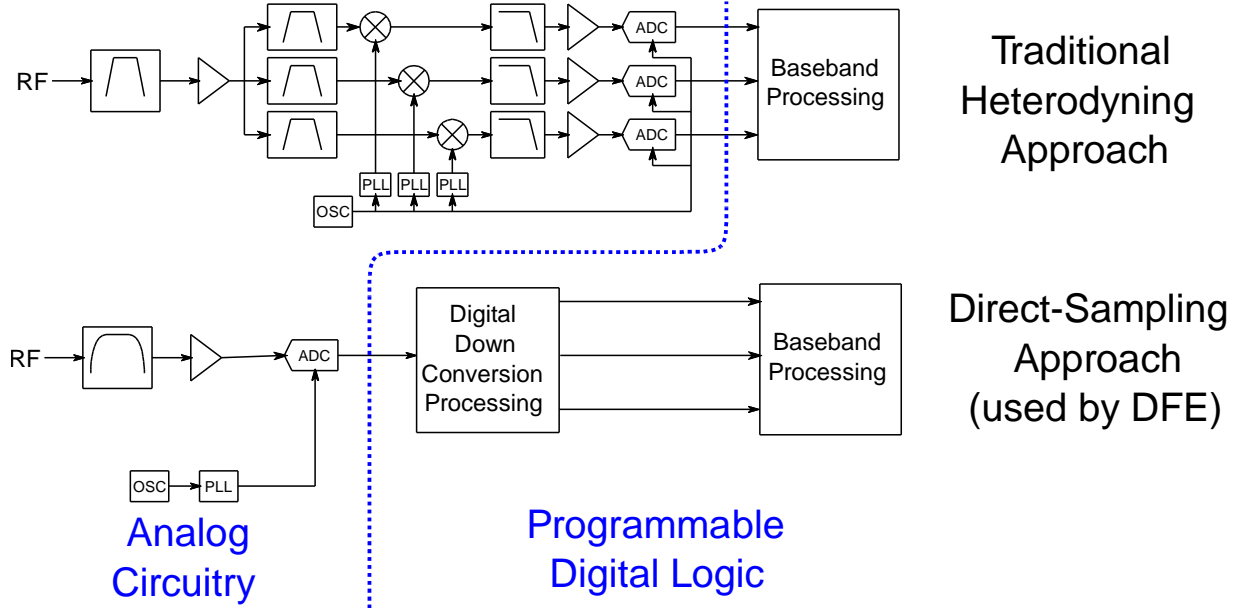 RF
ADC
ADC
ADC
PLL
PLL
PLL
OSC
Baseband
Processing
Traditional
Heterodyning
Approach
RF
ADC
OSC
PLL
Digital
Down
Conversion
Processing
Baseband
Processing
Direct-Sampling
Approach
(used by DFE)
Analog
Circuitry
Programmable
Digital Logic